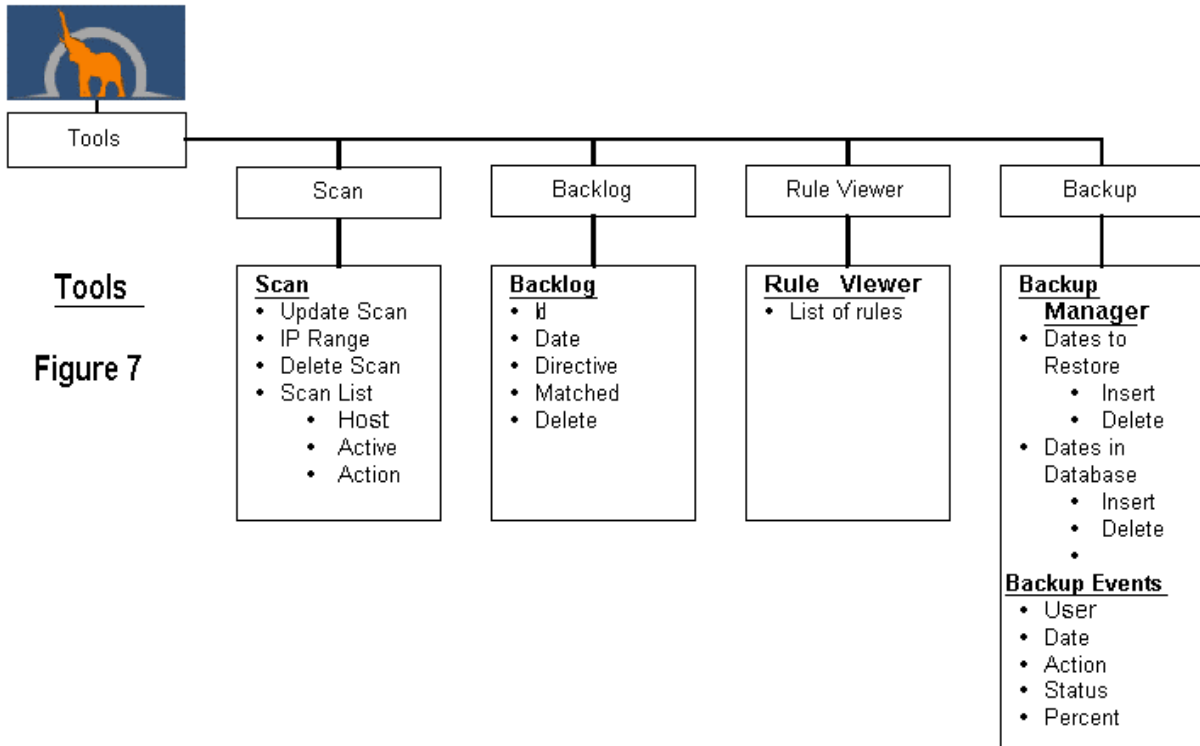 Tools
Scan
Backlog
Rule Viewer
Backup
Tools
Figure 7
Scan
• Update Scan
• IP Range
• Delete Scan
• Scan List
• Host
• Active
• Action
Backlog
• Id
• Date
• Directive
• Matched
• Delete
Rule Viewer
• List of rules
Backup
Manager
• Dates to
Restore
• Insert
• Delete
• Dates in
Database
• Insert
• Delete
•
Backup Events
• User
• Date
• Action
• Status
• Percent